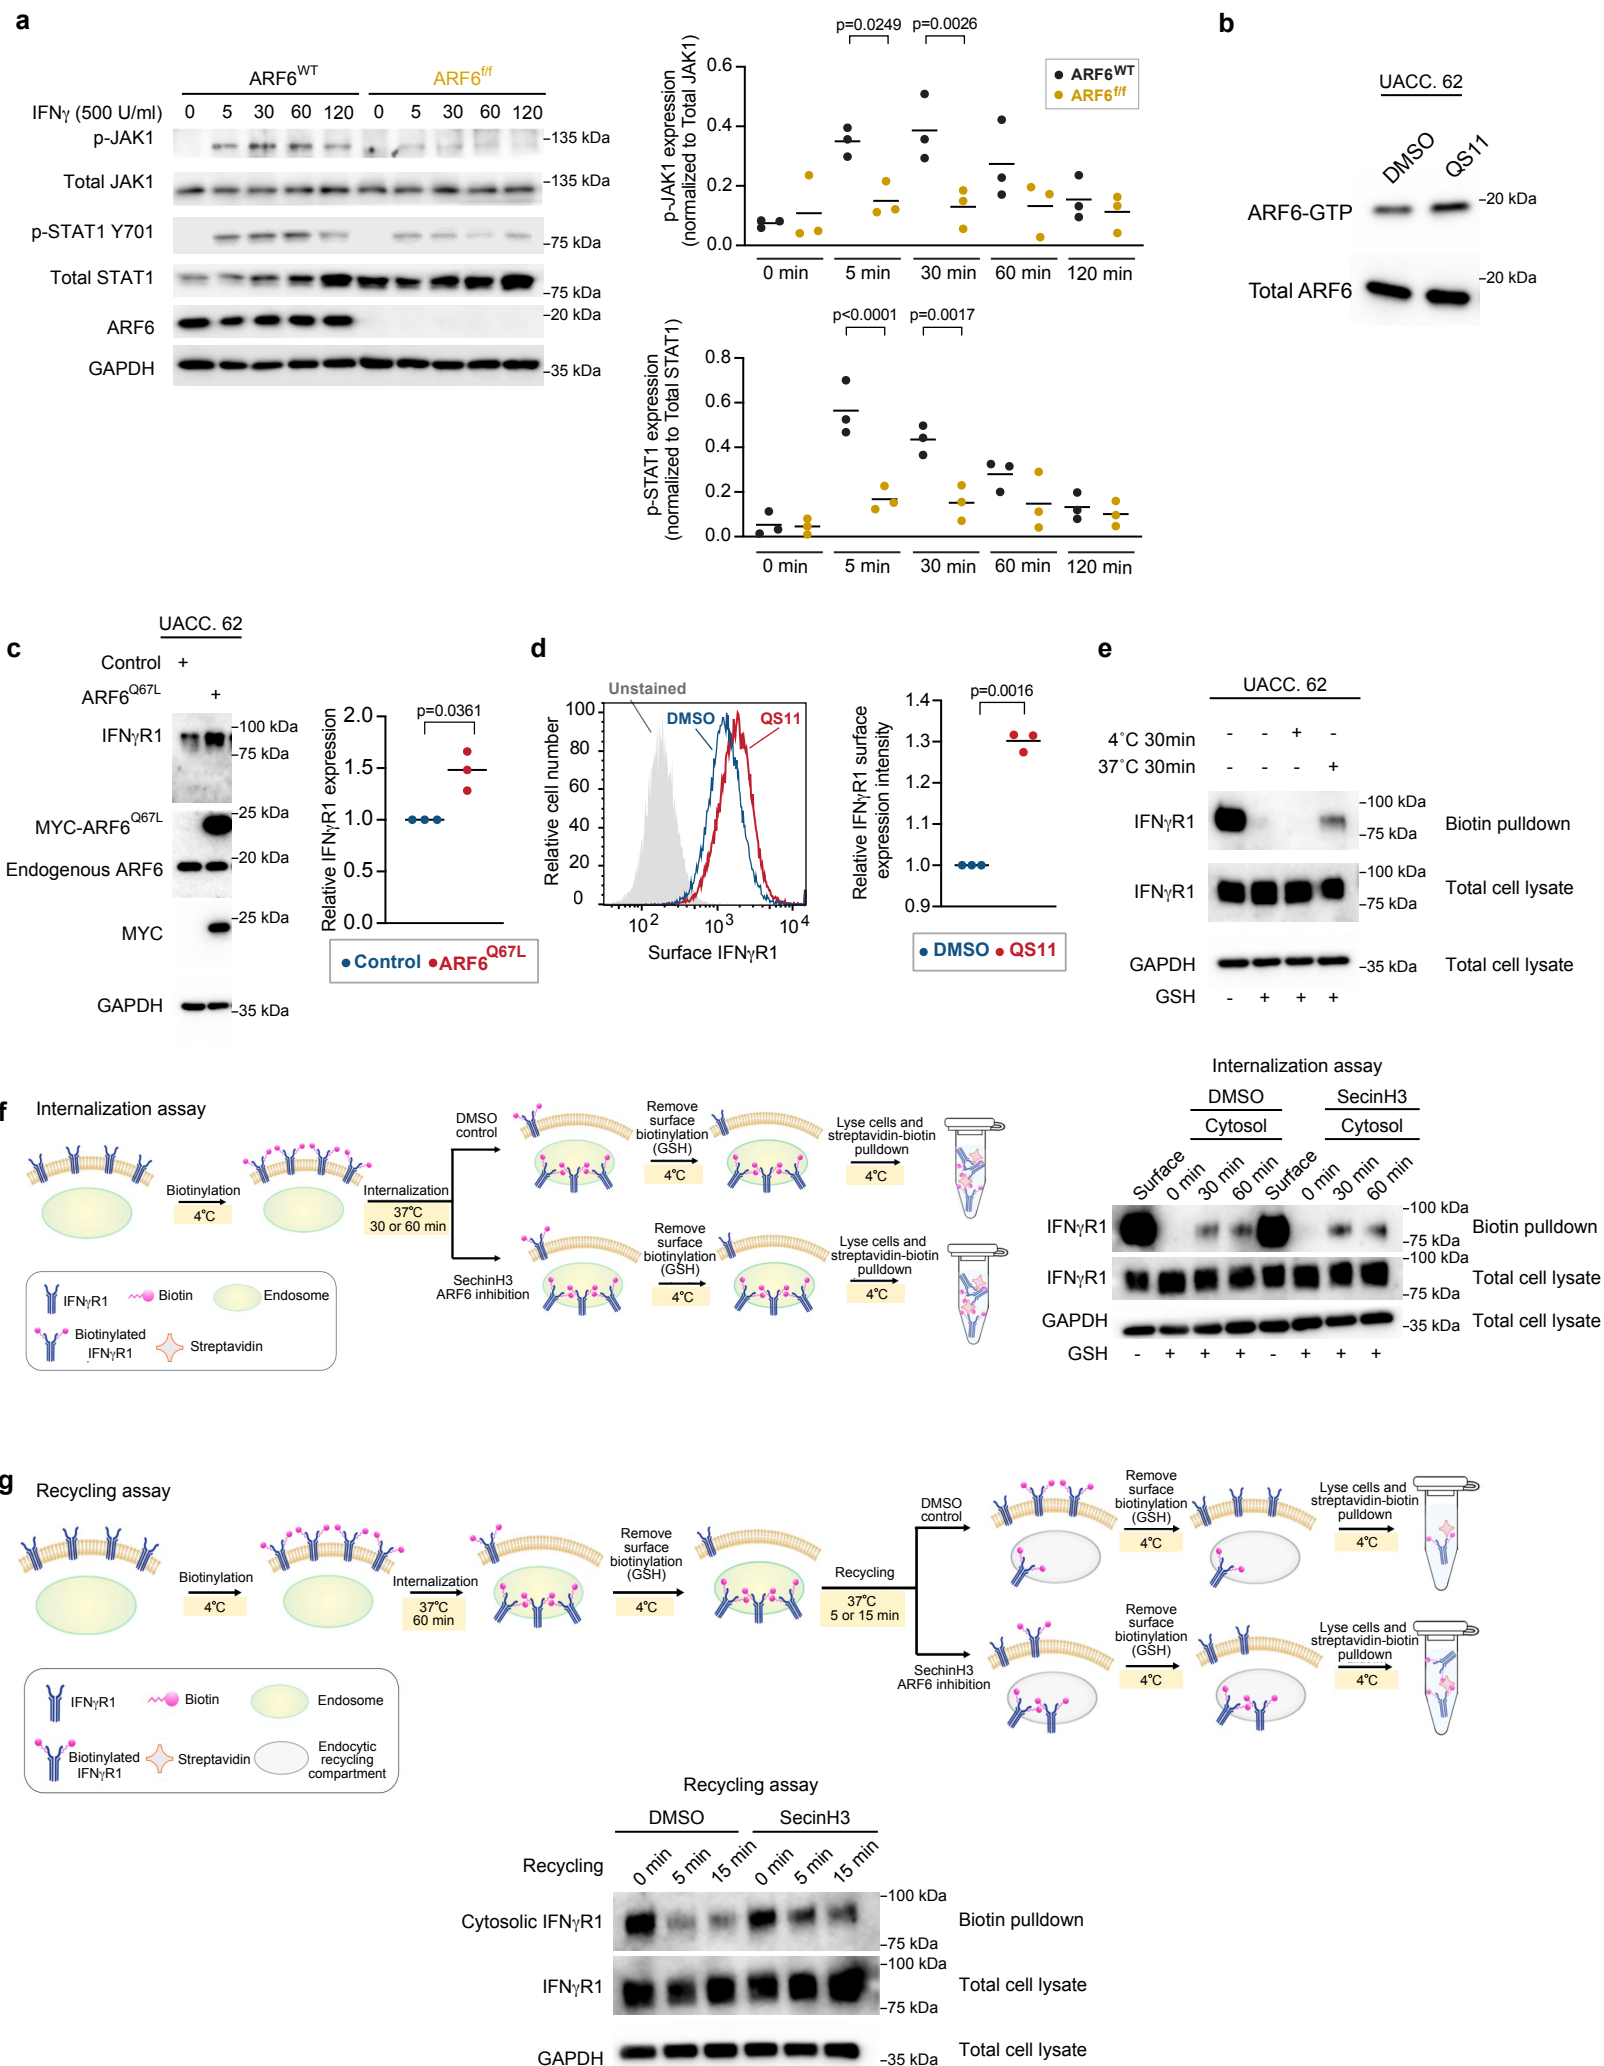 a
ARF6WT ARF6f/f
IFNγ (500 U/ml) 0 5 30 60 120 0 5 30 60 120
p-JAK1 –135 kDa
Total JAK1 –135 kDa
p-STAT1 Y701 –75 kDa
Total STAT1 –75 kDa
ARF6 –20 kDa
GAPDH –35 kDa
p=0.0249 p=0.0026
p-JAK1 expression
(normalized to Total JAK1)
0.6
0.4
0.2
0.0
ARF6WT
ARF6f/f
0 min 5 min 30 min 60 min 120 min
p<0.0001 p=0.0017
p-STAT1 expression
(normalized to Total STAT1)
0.8
0.6
0.4
0.2
0.0
0 min 5 min 30 min 60 min 120 min
b
UACC. 62
DMSO QS11
ARF6-GTP –20 kDa
Total ARF6 –20 kDa
c
UACC. 62
Control +
ARF6Q67L +
IFNγR1 –100 kDa
–75 kDa
MYC-ARF6Q67L –25 kDa
Endogenous ARF6 –20 kDa
MYC –25 kDa
GAPDH –35 kDa
p=0.0361
Relative IFNγR1 expression
2.0
1.5
1.0
0.5
0.0
Control ARF6Q67L
d
Unstained
DMSO QS11
Relative cell number
100
80
60
40
20
0
102 103 104
Surface IFNγR1
p=0.0016
Relative IFNγR1 surface
expression intensity
1.4
1.3
1.2
1.1
1.0
0.9
DMSO QS11
e
UACC. 62
4°C 30min - - + -
37°C 30min - - - +
IFNγR1 –100 kDa Biotin pulldown
–75 kDa
IFNγR1 –100 kDa Total cell lysate
–75 kDa
GAPDH –35 kDa Total cell lysate
GSH - + + +
f
Internalization assay
Biotinylation
4°C
Internalization
37°C
30 or 60 min
DMSO
control
Remove
surface
biotinylation
(GSH)
4°C
Lyse cells and
streptavidin-biotin
pulldown
4°C
SechinH3
ARF6 inhibition
Remove
surface
biotinylation
(GSH)
4°C
Lyse cells and
streptavidin-biotin
pulldown
4°C
IFNγR1 Biotin Endosome
Biotinylated
IFNγR1
Streptavidin
Internalization assay
DMSO SecinH3
Cytosol Cytosol
Surface 0 min 30 min 60 min Surface 0 min 30 min 60 min
IFNγR1 –100 kDa Biotin pulldown
–75 kDa
IFNγR1 –100 kDa Total cell lysate
–75 kDa
GAPDH –35 kDa Total cell lysate
GSH - + + + - + + +
g
Recycling assay
Biotinylation
4°C
Internalization
37°C
60 min
Remove
surface
biotinylation
(GSH)
4°C
Recycling
37°C
5 or 15 min
DMSO
control
Remove
surface
biotinylation
(GSH)
4°C
Lyse cells and
streptavidin-biotin
pulldown
4°C
SechinH3
ARF6 inhibition
Remove
surface
biotinylation
(GSH)
4°C
Lyse cells and
streptavidin-biotin
pulldown
4°C
IFNγR1 Biotin Endosome
Biotinylated
IFNγR1
Streptavidin
Endocytic
recycling
compartment
Recycling assay
DMSO SecinH3
Recycling 0 min 5 min 15 min 0 min 5 min 15 min
Cytosolic IFNγR1 –100 kDa Biotin pulldown
–75 kDa
IFNγR1 –100 kDa Total cell lysate
–75 kDa
GAPDH –35 kDa Total cell lysate